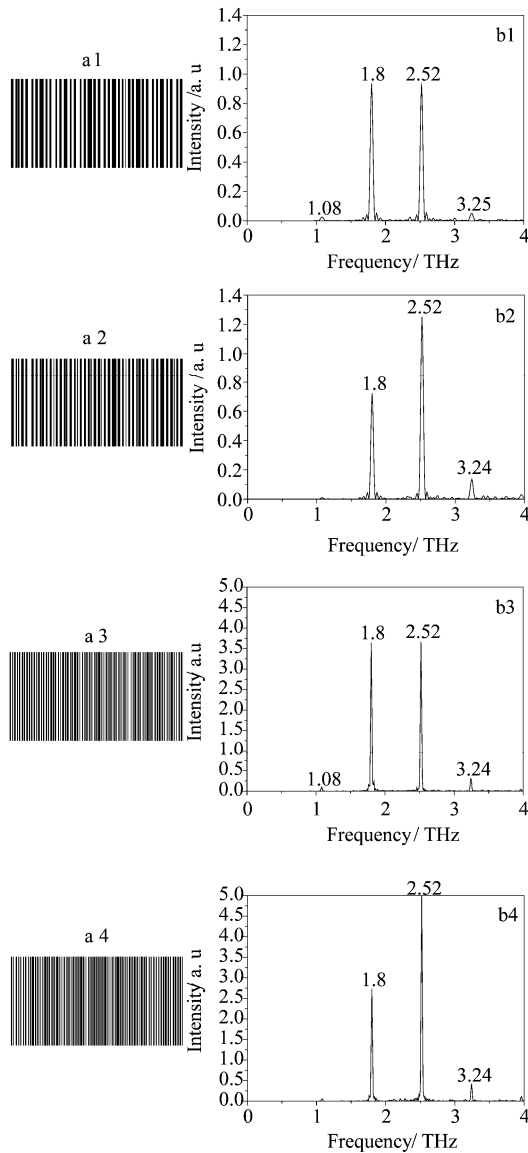 a 1
b1
Intensity /a. u
1.4
1.2
1.0
0.8
0.6
0.4
0.2
0.0
1.08
1.8
2.52
3.25
0 1 2 3 4
Frequency/ THz
a 2
b2
Intensity /a. u
1.4
1.2
1.0
0.8
0.6
0.4
0.2
0.0
1.8
2.52
3.24
0 1 2 3 4
Frequency/ THz
a 3
b3
Intensity/ a.u
5.0
4.5
4.0
3.5
3.0
2.5
2.0
1.5
1.0
0.5
0.0
1.08
1.8
2.52
3.24
0 1 2 3 4
Frequency/ THz
a 4
b4
Intensity/ a. u
5.0
4.5
4.0
3.5
3.0
2.5
2.0
1.5
1.0
0.5
0.0
1.8
2.52
3.24
0 1 2 3 4
Frequency/ THz